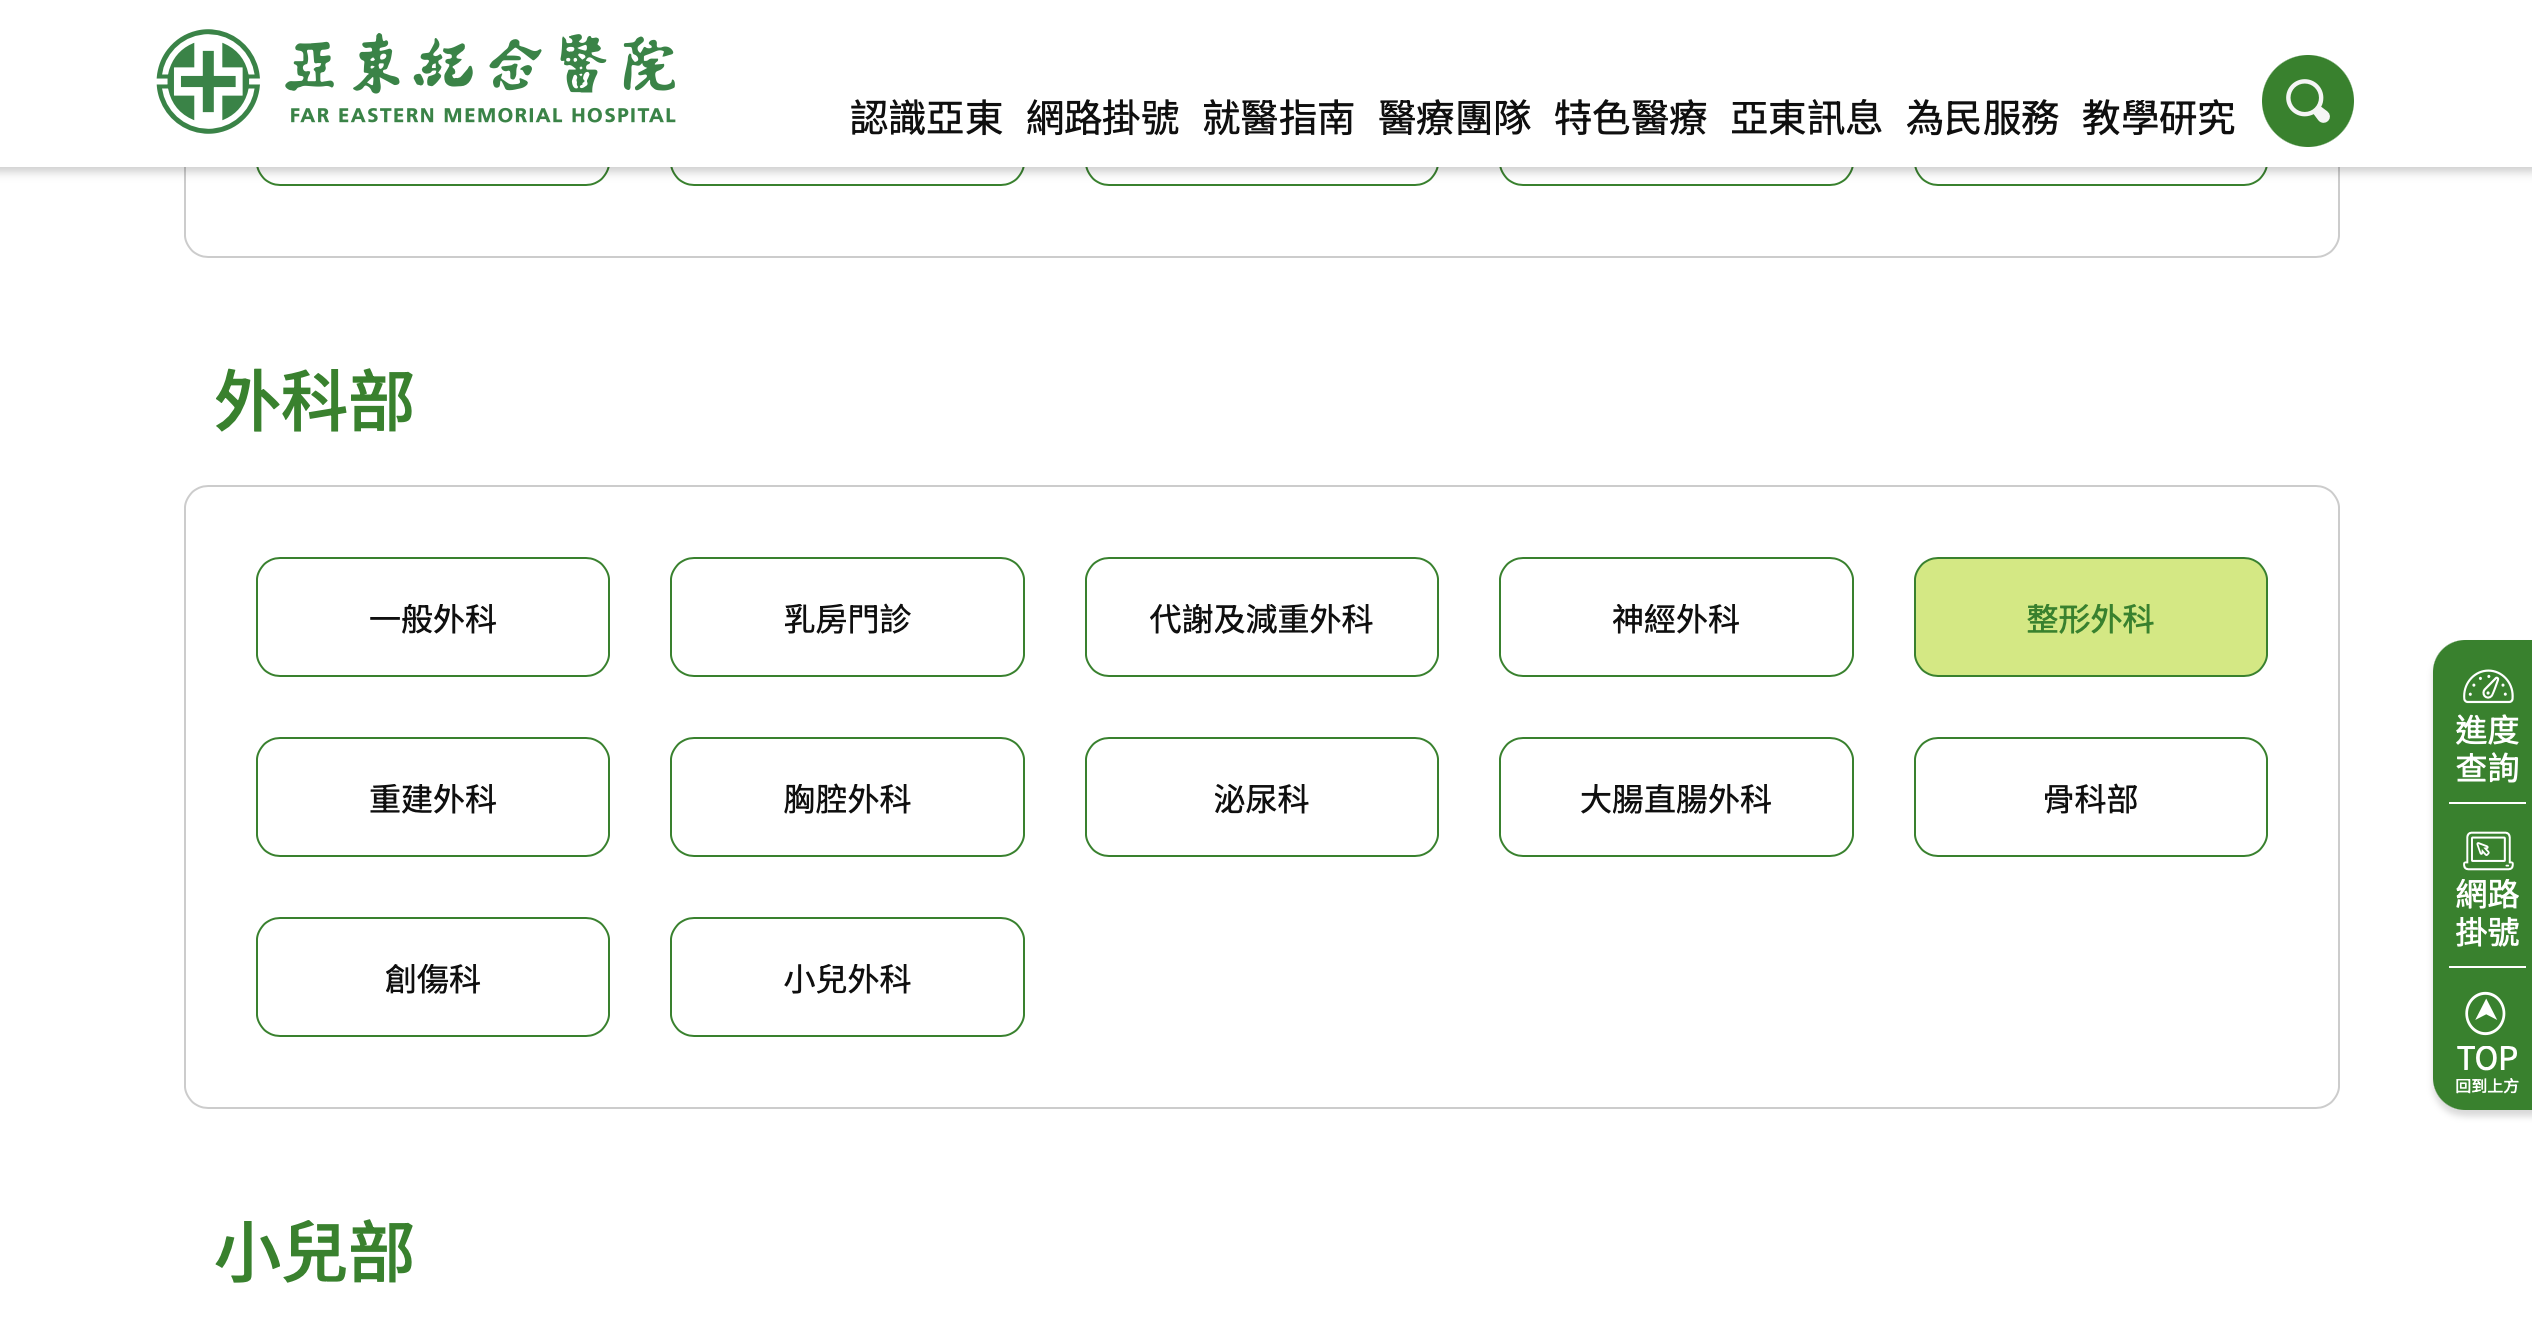 亞東紀念醫院
FAR EASTERN MEMORIAL HOSPITAL
認識亞東 網路掛號 就醫指南 醫療團隊 特色醫療 亞東訊息 為民服務 教學研究
外科部
一般外科 乳房門診 代謝及減重外科 神經外科 整形外科
重建外科 胸腔外科 泌尿科 大腸直腸外科 骨科部
創傷科 小兒外科
小兒部
進度
查詢
網路
掛號
TOP
回到上方